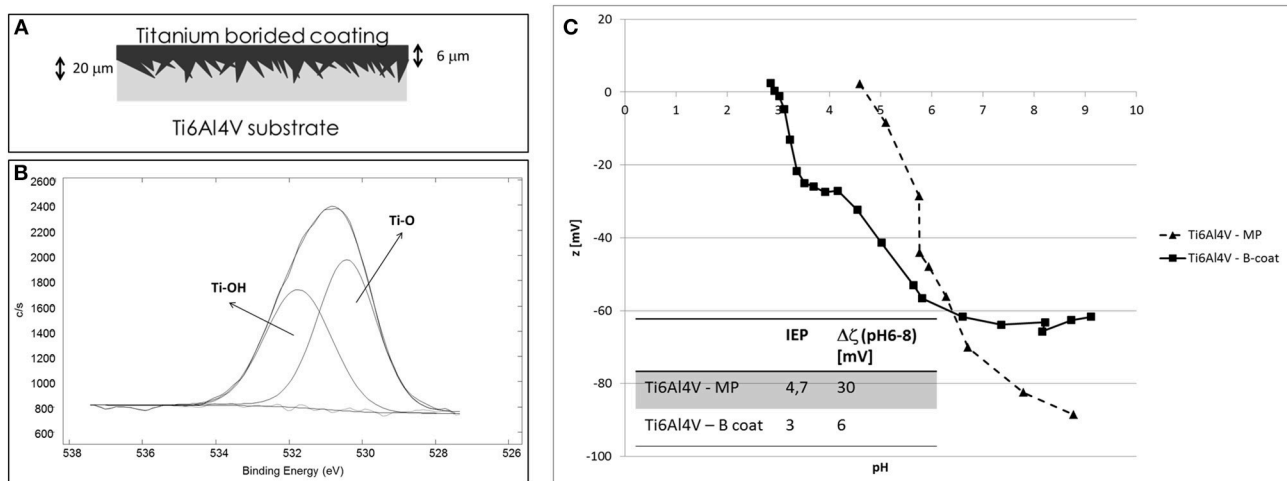 A
Titanium borided coating
20 μm
6 μm
Ti6Al4V substrate
B
2600
2400
2200
2000
1800
1600
1400
1200
1000
800
600
c/s
Ti-OH
Ti-O
538 536 534 532 530 528 526
Binding Energy (eV)
C
20
0
-20
-40
-60
-80
-100
z [mV]
0 1 2 3 4 5 6 7 8 9 10
pH
Ti6Al4V - MP
Ti6Al4V - B-coat
IEP Δζ (pH6-8)
[mV]
Ti6Al4V - MP 4,7 30
Ti6Al4V – B coat 3 6